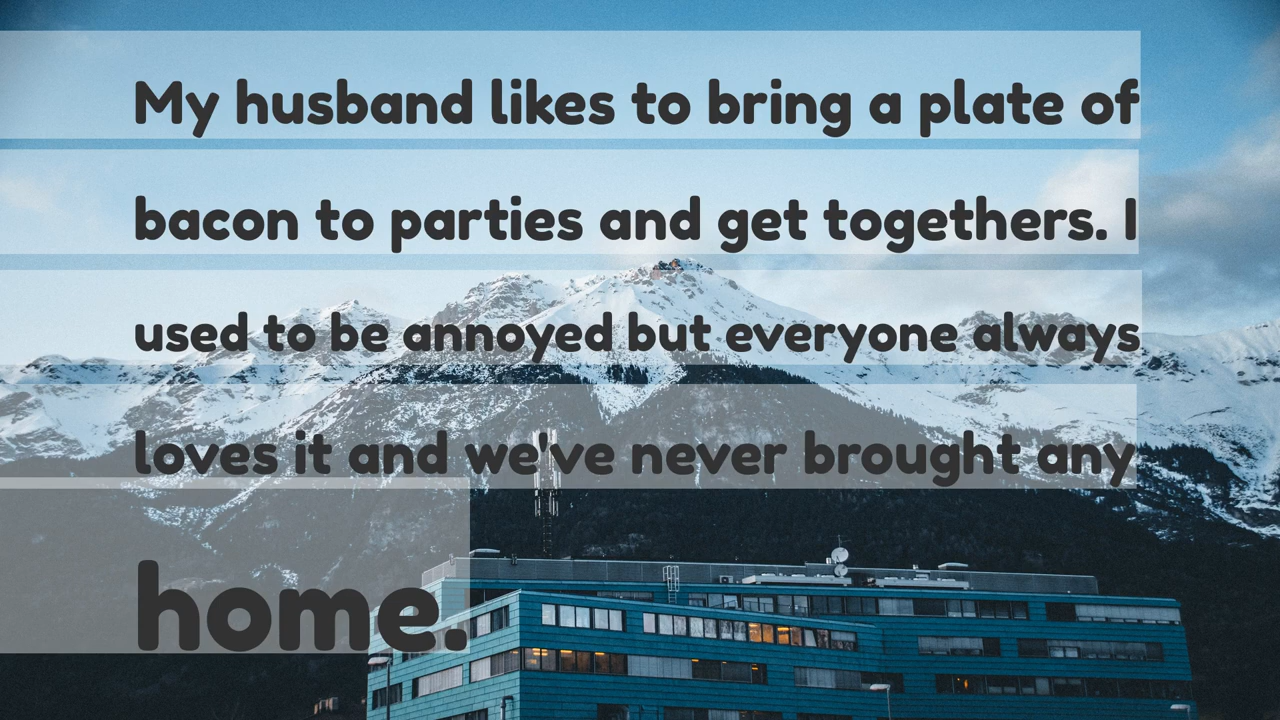 My husband likes to bring a plate of
bacon to parties and get togethers. I
used to be annoyed but everyone always
loves it and we've never brought any
home.